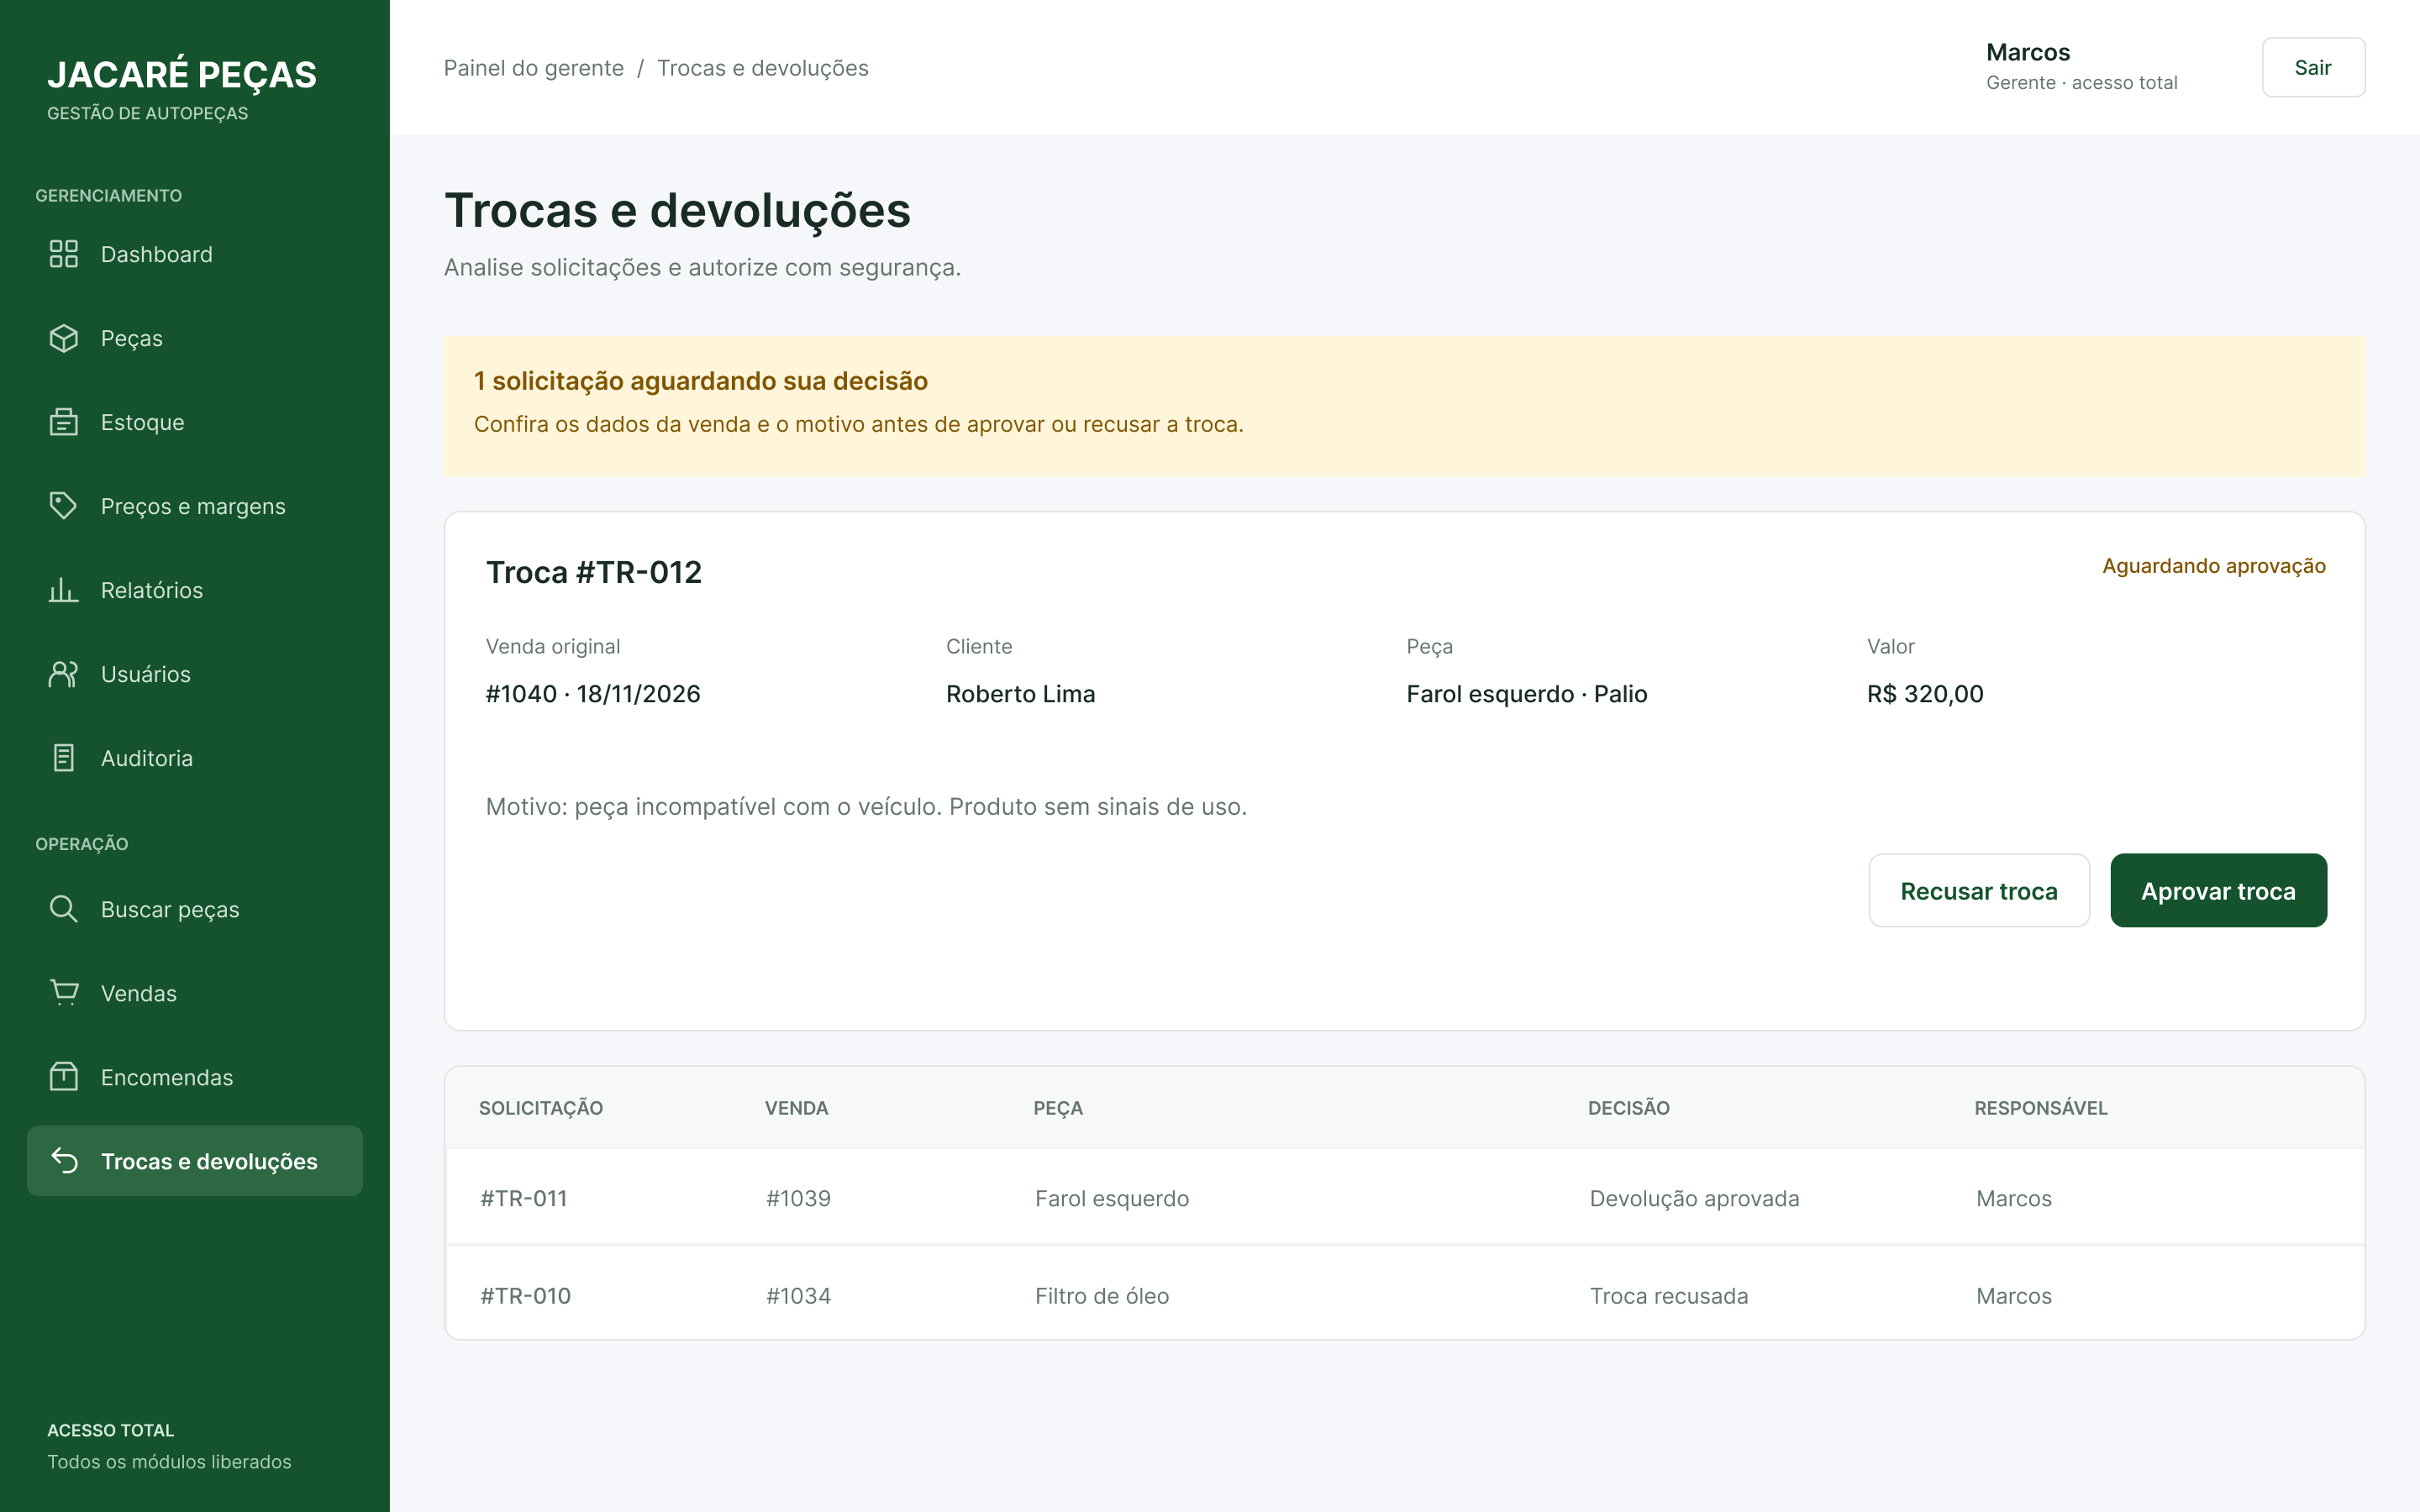 JACARÉ PEÇAS
GESTÃO DE AUTOPEÇAS
GERENCIAMENTO
Dashboard
Peças
Estoque
Preços e margens
Relatórios
Usuários
Auditoria
OPERAÇÃO
Buscar peças
Vendas
Encomendas
Trocas e devoluções
ACESSO TOTAL
Todos os módulos liberados
Painel do gerente / Trocas e devoluções
Marcos
Gerente · acesso total
Sair
Trocas e devoluções
Analise solicitações e autorize com segurança.
1 solicitação aguardando sua decisão
Confira os dados da venda e o motivo antes de aprovar ou recusar a troca.
Troca #TR-012
Aguardando aprovação
Venda original Cliente Peça Valor
#1040 · 18/11/2026 Roberto Lima Farol esquerdo · Palio R$ 320,00
Motivo: peça incompatível com o veículo. Produto sem sinais de uso.
Recusar troca Aprovar troca
SOLICITAÇÃO VENDA PEÇA DECISÃO RESPONSÁVEL
#TR-011 #1039 Farol esquerdo Devolução aprovada Marcos
#TR-010 #1034 Filtro de óleo Troca recusada Marcos